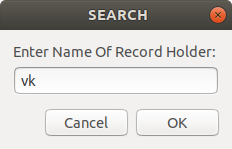 SEARCH
Enter Name Of Record Holder:
vk
Cancel OK